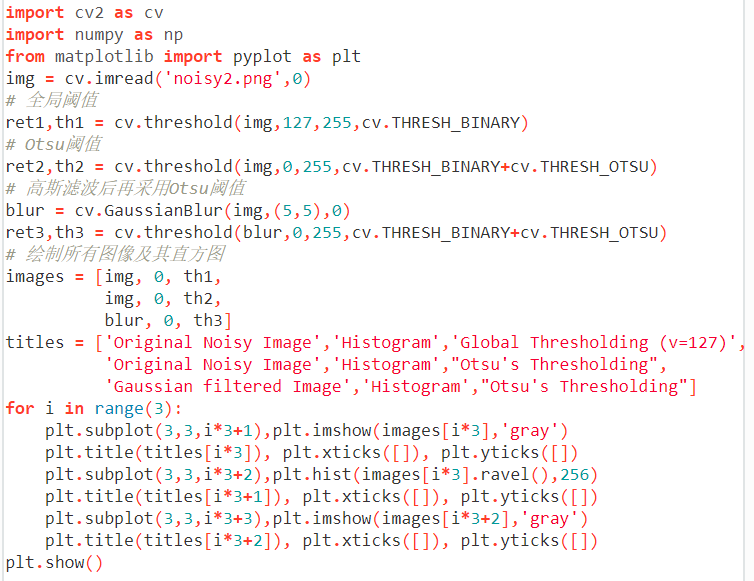 import cv2 as cv
import numpy as np
from matplotlib import pyplot as plt
img = cv.imread('noisy2.png',0)
# 全局阈值
ret1,th1 = cv.threshold(img,127,255,cv.THRESH_BINARY)
# Otsu阈值
ret2,th2 = cv.threshold(img,0,255,cv.THRESH_BINARY+cv.THRESH_OTSU)
# 高斯滤波后再采用Otsu阈值
blur = cv.GaussianBlur(img,(5,5),0)
ret3,th3 = cv.threshold(blur,0,255,cv.THRESH_BINARY+cv.THRESH_OTSU)
# 绘制所有图像及其直方图
images = [img, 0, th1,
          img, 0, th2,
          blur, 0, th3]
titles = ['Original Noisy Image','Histogram','Global Thresholding (v=127)',
          'Original Noisy Image','Histogram',"Otsu's Thresholding",
          'Gaussian filtered Image','Histogram',"Otsu's Thresholding"]
for i in range(3):
    plt.subplot(3,3,i*3+1),plt.imshow(images[i*3],'gray')
    plt.title(titles[i*3]), plt.xticks([]), plt.yticks([])
    plt.subplot(3,3,i*3+2),plt.hist(images[i*3].ravel(),256)
    plt.title(titles[i*3+1]), plt.xticks([]), plt.yticks([])
    plt.subplot(3,3,i*3+3),plt.imshow(images[i*3+2],'gray')
    plt.title(titles[i*3+2]), plt.xticks([]), plt.yticks([])
plt.show()